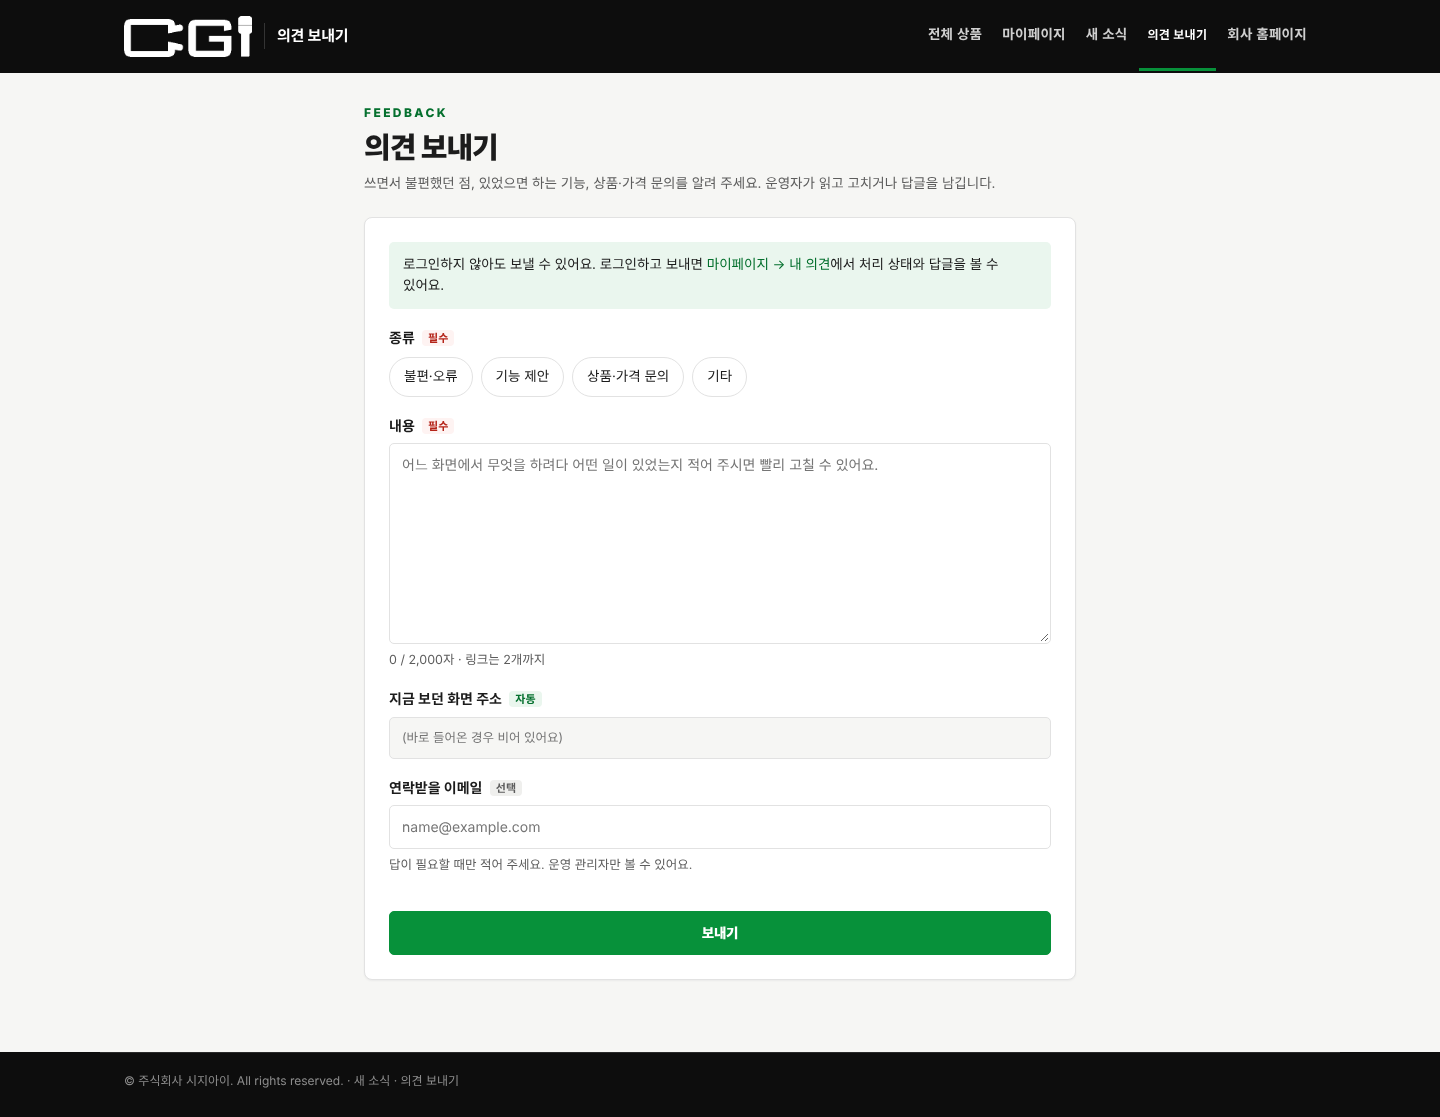 CGI
의견 보내기
전체 상품
마이페이지
새 소식
의견 보내기
회사 홈페이지
FEEDBACK
의견 보내기
쓰면서 불편했던 점, 있었으면 하는 기능, 상품·가격 문의를 알려 주세요. 운영자가 읽고 고치거나 답글을 남깁니다.
로그인하지 않아도 보낼 수 있어요. 로그인하고 보내면 마이페이지 → 내 의견에서 처리 상태와 답글을 볼 수
있어요.
종류 필수
불편·오류
기능 제안
상품·가격 문의
기타
내용 필수
어느 화면에서 무엇을 하려다 어떤 일이 있었는지 적어 주시면 빨리 고칠 수 있어요.
0 / 2,000자 · 링크는 2개까지
지금 보던 화면 주소 자동
(바로 들어온 경우 비어 있어요)
연락받을 이메일 선택
name@example.com
답이 필요할 때만 적어 주세요. 운영 관리자만 볼 수 있어요.
보내기
© 주식회사 시지아이. All rights reserved. · 새 소식 · 의견 보내기